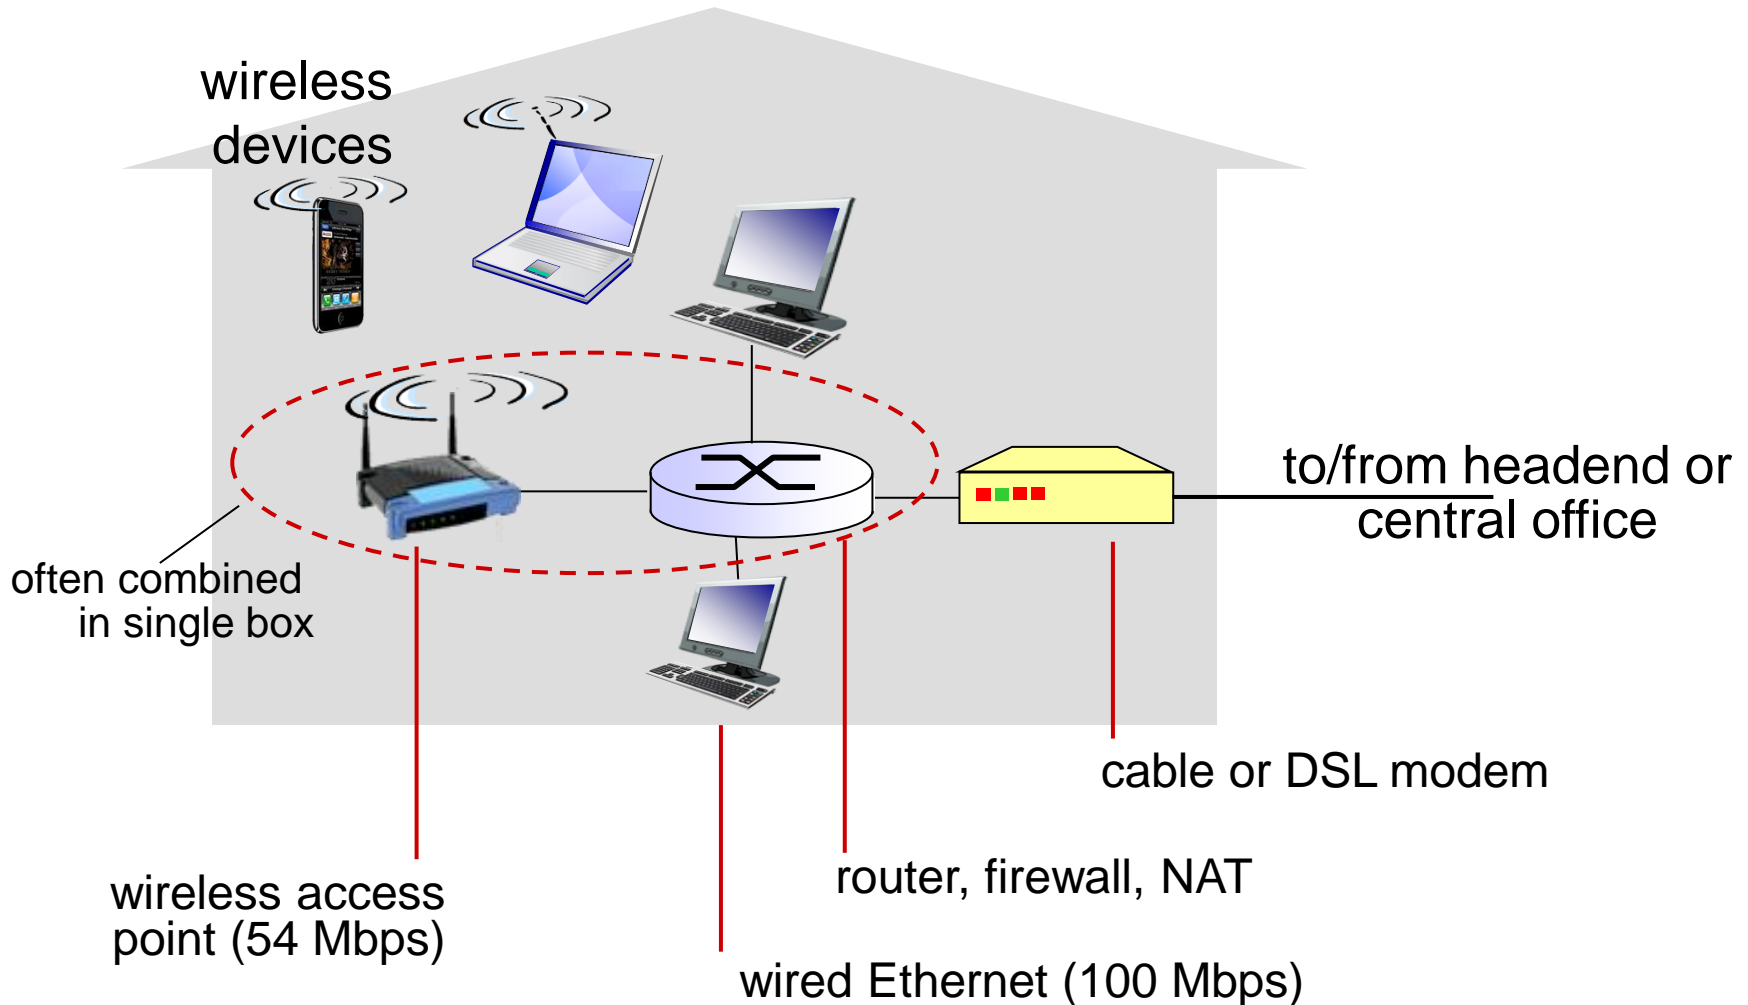 wireless
devices
to/from headend or
central office
often combined
in single box
cable or DSL modem
router, firewall, NAT
wireless access
point (54 Mbps)
wired Ethernet (100 Mbps)